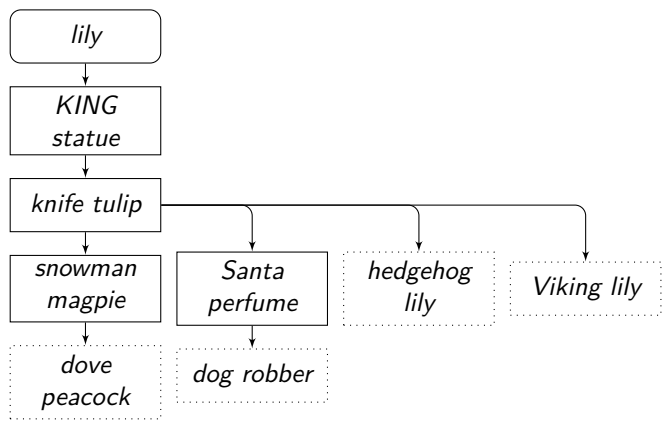 lily
KING
statue
knife tulip
snowman
magpie
Santa
perfume
hedgehog
lily
Viking lily
dove
peacock
dog robber